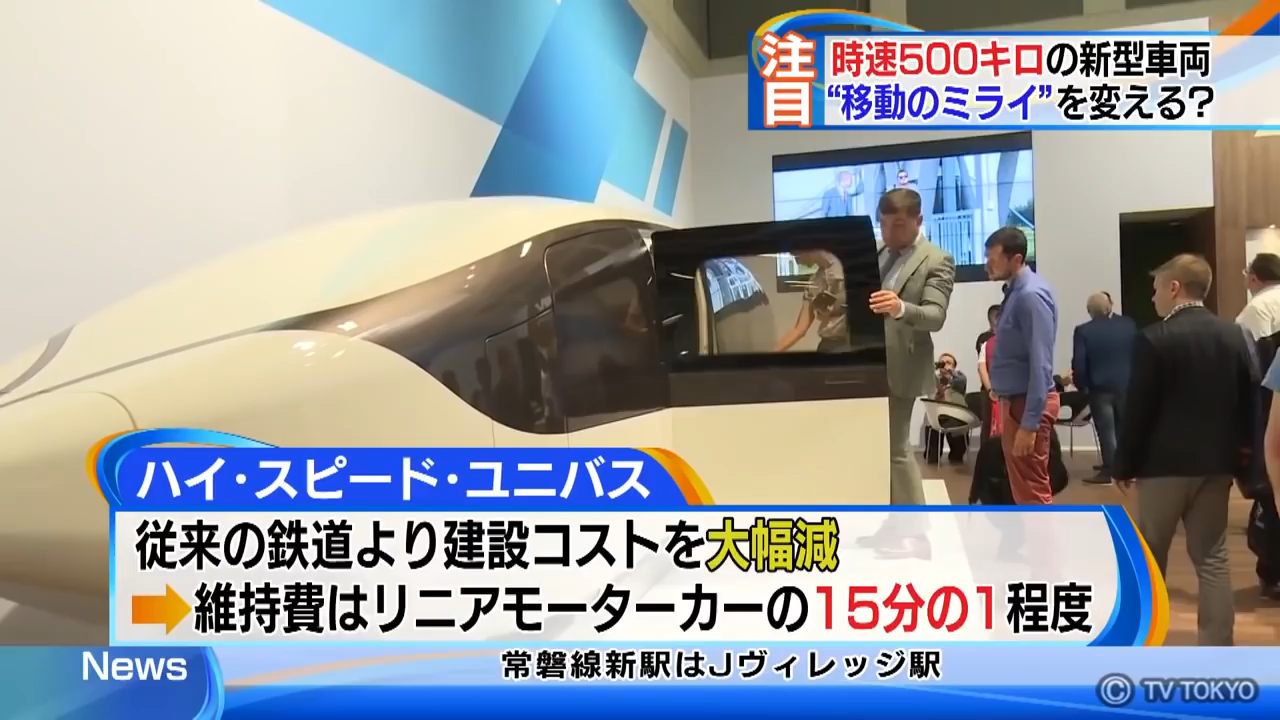 注目
時速500キロの新型車両
“移動のミライ”を変える?
ハイ・スピード・ユニバス
従来の鉄道より建設コストを大幅減
➡維持費はリニアモーターカーの15分の1程度
News
常磐線新駅はJヴィレッジ駅
© TV TOKYO